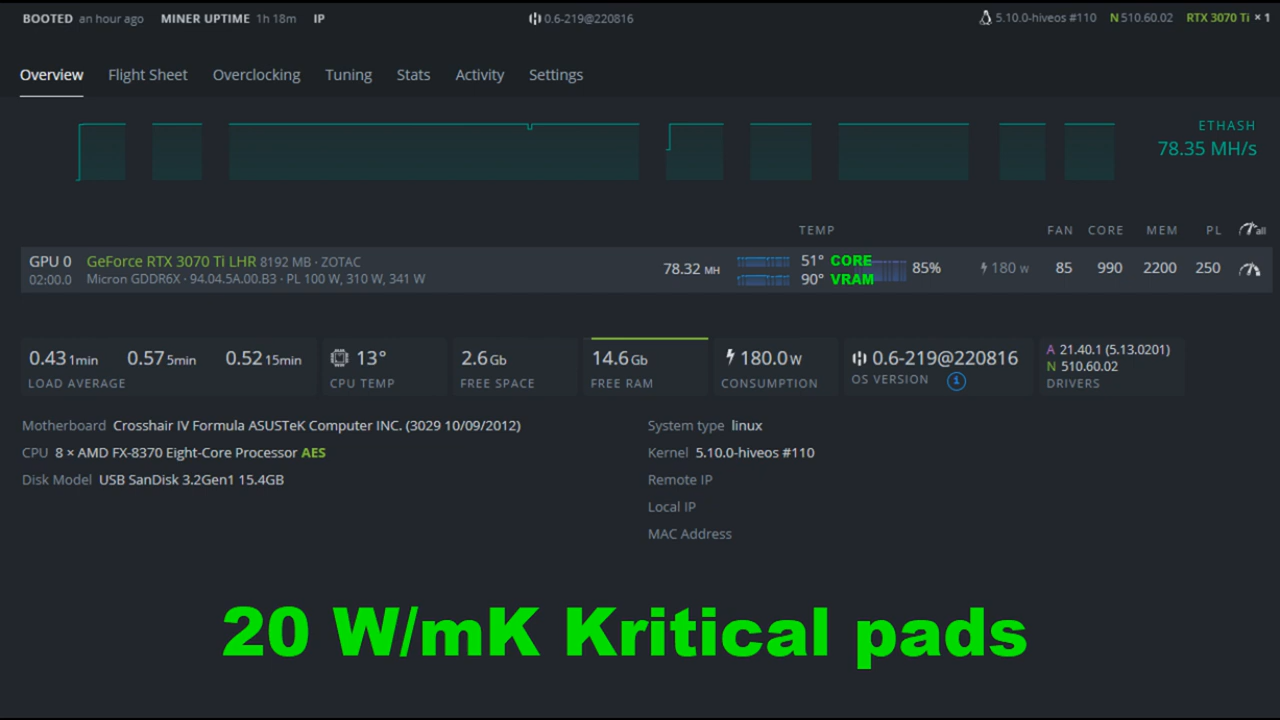 BOOTED an hour ago MINER UPTIME 1h 18m IP 0.6-219@220816 5.10.0-hiveos #110 N 510.60.02 RTX 3070 Ti × 1
Overview Flight Sheet Overclocking Tuning Stats Activity Settings
ETHASH
78.35 MH/s
TEMP FAN CORE MEM PL all
GPU 0 GeForce RTX 3070 Ti LHR 8192 MB · ZOTAC 78.32 MH 51° CORE 85% 180 W 85 990 2200 250
02:00.0 Micron GDDR6X · 94.04.5A.00.B3 · PL 100 W, 310 W, 341 W 90° VRAM
0.43 1min 0.57 5min 0.52 15min 13° 2.6 Gb 14.6 Gb 180.0 W 0.6-219@220816 A 21.40.1 (5.13.0201)
N 510.60.02
LOAD AVERAGE CPU TEMP FREE SPACE FREE RAM CONSUMPTION OS VERSION i DRIVERS
Motherboard Crosshair IV Formula ASUSTeK Computer INC. (3029 10/09/2012) System type linux
CPU 8 × AMD FX-8370 Eight-Core Processor AES Kernel 5.10.0-hiveos #110
Disk Model USB SanDisk 3.2Gen1 15.4GB Remote IP
Local IP
MAC Address
20 W/mK Kritical pads